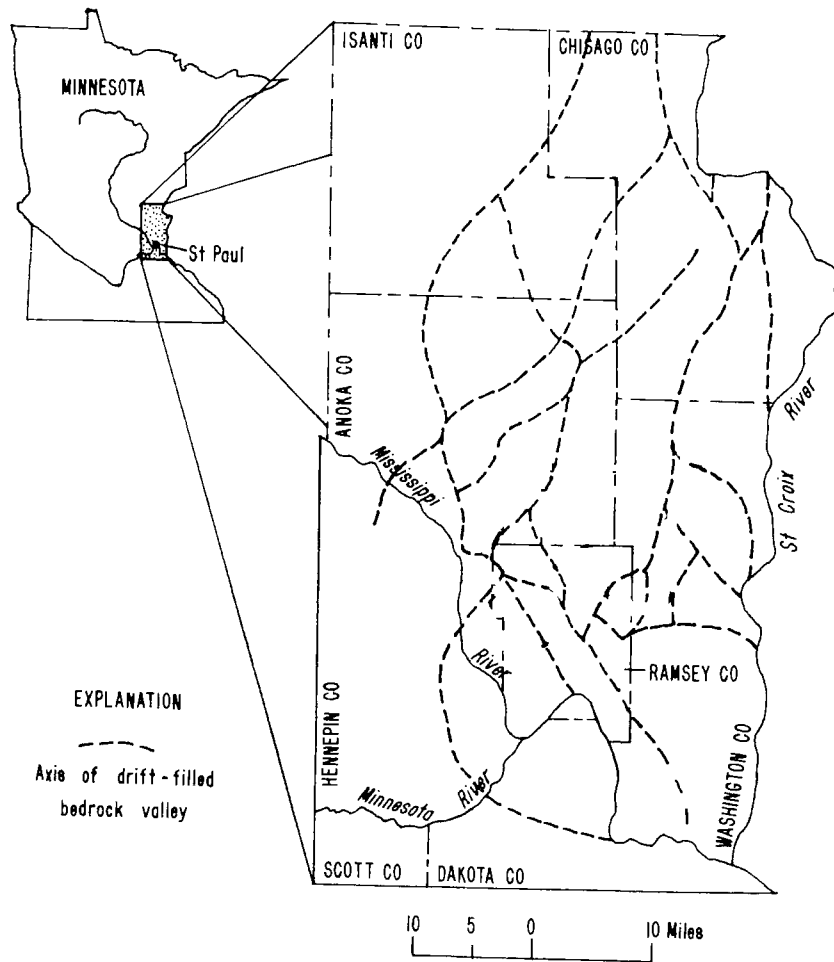 MINNESOTA
St Paul
ISANTI CO
CHISAGO CO
ANOKA CO
Mississippi
River
River
St Croix
HENNEPIN CO
RAMSEY CO
WASHINGTON CO
Minnesota
River
SCOTT CO
DAKOTA CO
EXPLANATION
Axis of drift-filled
bedrock valley
10 5 0 10 Miles